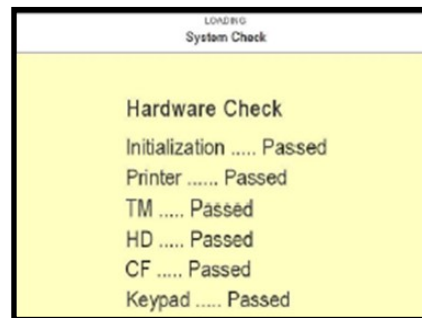 LOADING
System Check
Hardware Check
Initialization ..... Passed
Printer ...... Passed
TM ..... Passed
HD ..... Passed
CF ..... Passed
Keypad ..... Passed